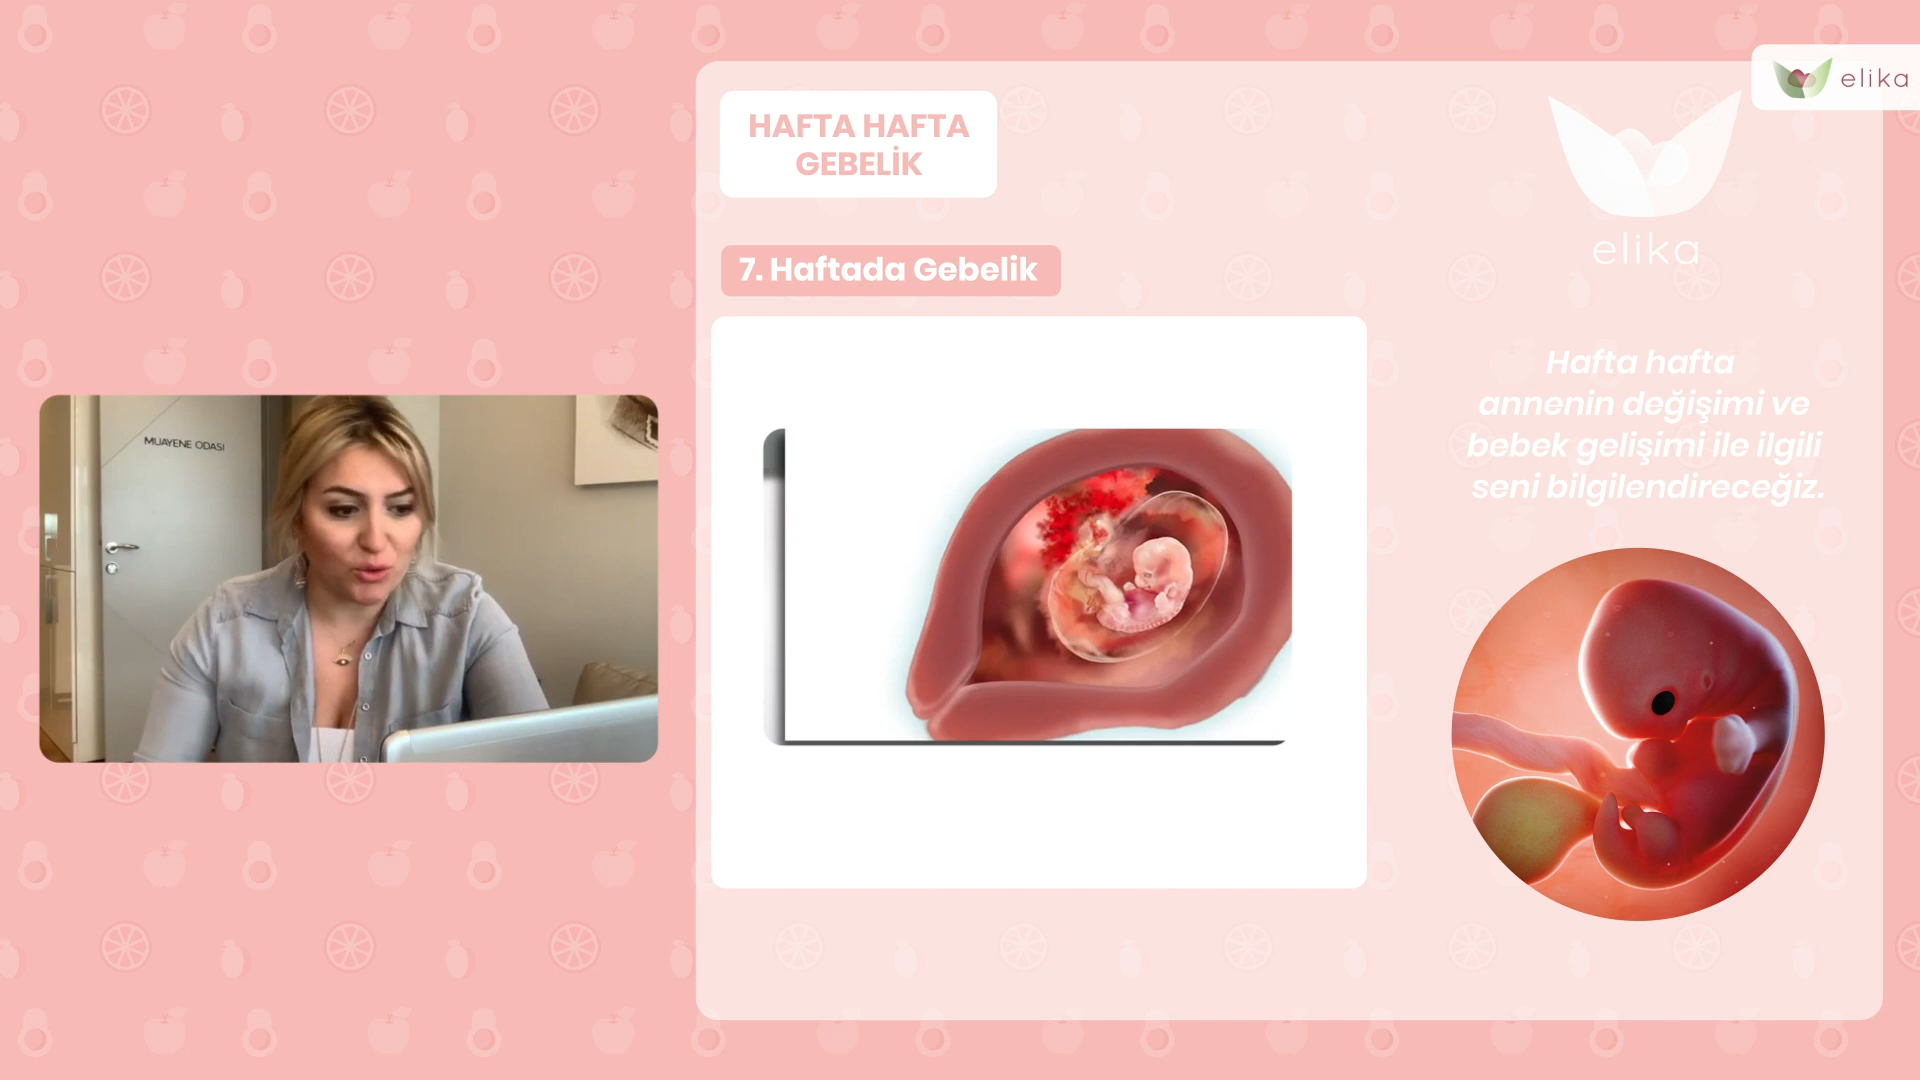 elika
HAFTA HAFTA
GEBELİK
elika
7. Haftada Gebelik
Hafta hafta
annenin değişimi ve
bebek gelişimi ile ilgili
seni bilgilendireceğiz.
MUAYENE ODASI